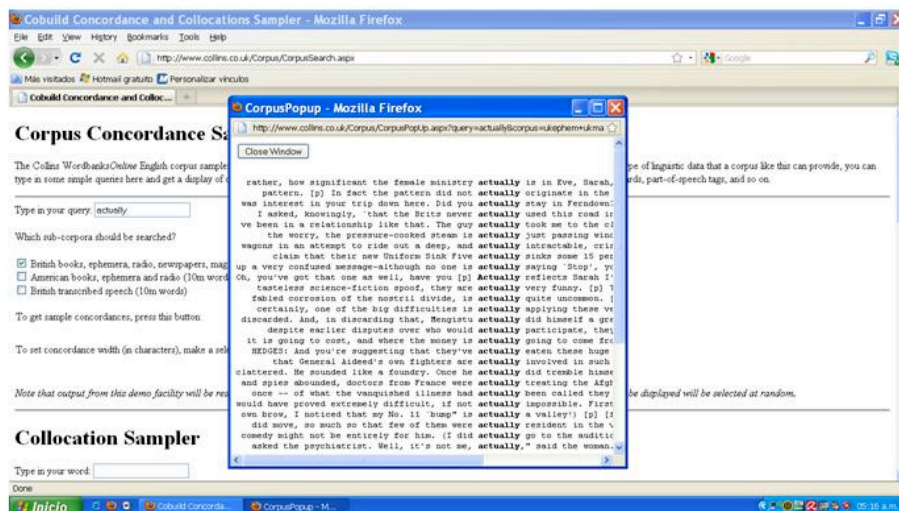 Cobuild Concordance and Collocations Sampler - Mozilla Firefox
File Edit View History Bookmarks Tools Help
http://www.collins.co.uk/Corpus/CorpusSearch.aspx
Google
Más visitados Hotmail gratuito Personalizar vínculos
Cobuild Concordance and Colloc...
CorpusPopup - Mozilla Firefox
http://www.collins.co.uk/Corpus/CorpusPopUp.aspx?query=actually&corpus=ukephem+ukma
Close Window
Corpus Concordance Sa
The Collins WordbanksOnline English corpus sample
pe of linguistic data that a corpus like this can provide, you can
type in some simple queries here and get a display of c
rds, part-of-speech tags, and so on.
Type in your query: actually
Which sub-corpora should be searched?
British books, ephemera, radio, newspapers, mag
American books, ephemera and radio (10m word
British transcribed speech (10m words)
To get sample concordances, press this button:
To set concordance width (in characters), make a sele
Note that output from this demo facility will be res
be displayed will be selected at random.
rather, how significant the female ministry actually is in Eve, Sarah,
pattern. [p] In fact the pattern did not actually originate in the
was interest in your trip down here. Did you actually stay in Ferndown?
I asked, knowingly, `that the Brits never actually used this road in
ve been in a relationship like that. The guy actually took me to the cl
the worry, the pressure-cooked steam is actually just passing wind
wagons in an attempt to ride out a deep, and actually intractable, cris
claim that their new Uniform Sink Five actually sinks some 15 per
up a very confused message-although no one is actually saying `Stop', yo
Oh, you've got that one as well, have you [p] Actually reflects Sarah I'
tasteless science-fiction spoof, they are actually very funny. [p] T
fabled corrosion of the nostril divide, is actually quite uncommon. [
certainly, one of the big difficulties is actually applying these ve
discarded. And, in discarding that, Mengistu actually did himself a gre
despite earlier disputes over who would actually participate, they
it is going to cost, and where the money is actually going to come fro
HEDGES: And you're suggesting that they've actually eaten these huge
that General Aideed's own fighters are actually involved in such
clattered. He sounded like a foundry. Once he actually did tremble himse
and spies abounded, doctors from France were actually treating the Afgh
once -- of what the vanquished illness had actually been called they
would have proved extremely difficult, if not actually impossible. First
own brow, I noticed that my No. 11 `bump" is actually a valley!) [p] [f
did move, so much so that few of them were actually resident in the v
comedy might not be entirely for him. (I did actually go to the auditio
asked the psychiatrist. Well, it's not me, actually," said the woman.
Collocation Sampler
Type in your word:
Done
Inicio
Cobuild Concorda...
CorpusPopup - M...
05:16 a.m.